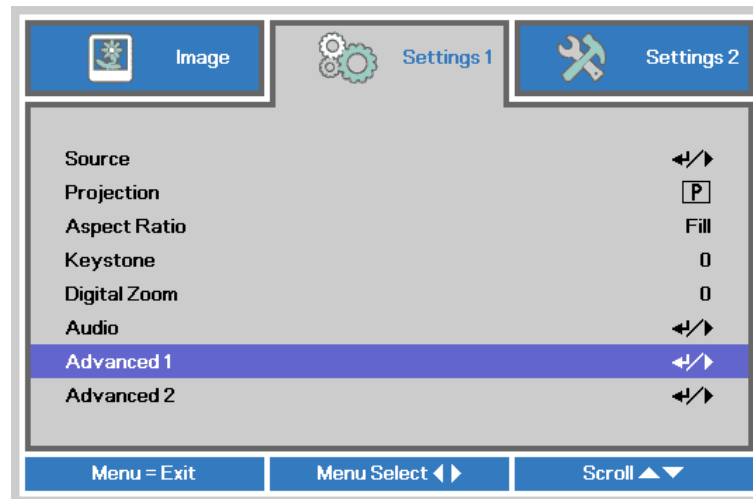 Image
Settings 1
Settings 2
Source
Projection P
Aspect Ratio Fill
Keystone 0
Digital Zoom 0
Audio
Advanced 1
Advanced 2
Menu = Exit
Menu Select
Scroll